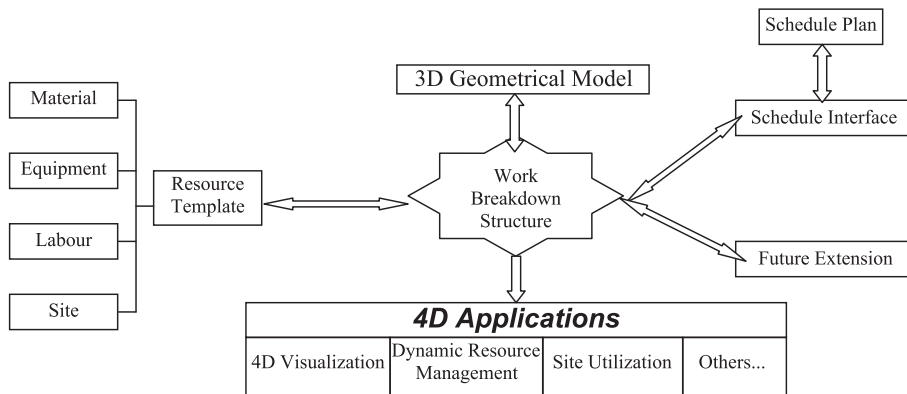 Schedule Plan
3D Geometrical Model
Material
Schedule Interface
Equipment
Resource
Template
Work
Breakdown
Structure
Labour
Future Extension
Site
4D Applications
4D Visualization
Dynamic Resource
Management
Site Utilization
Others...